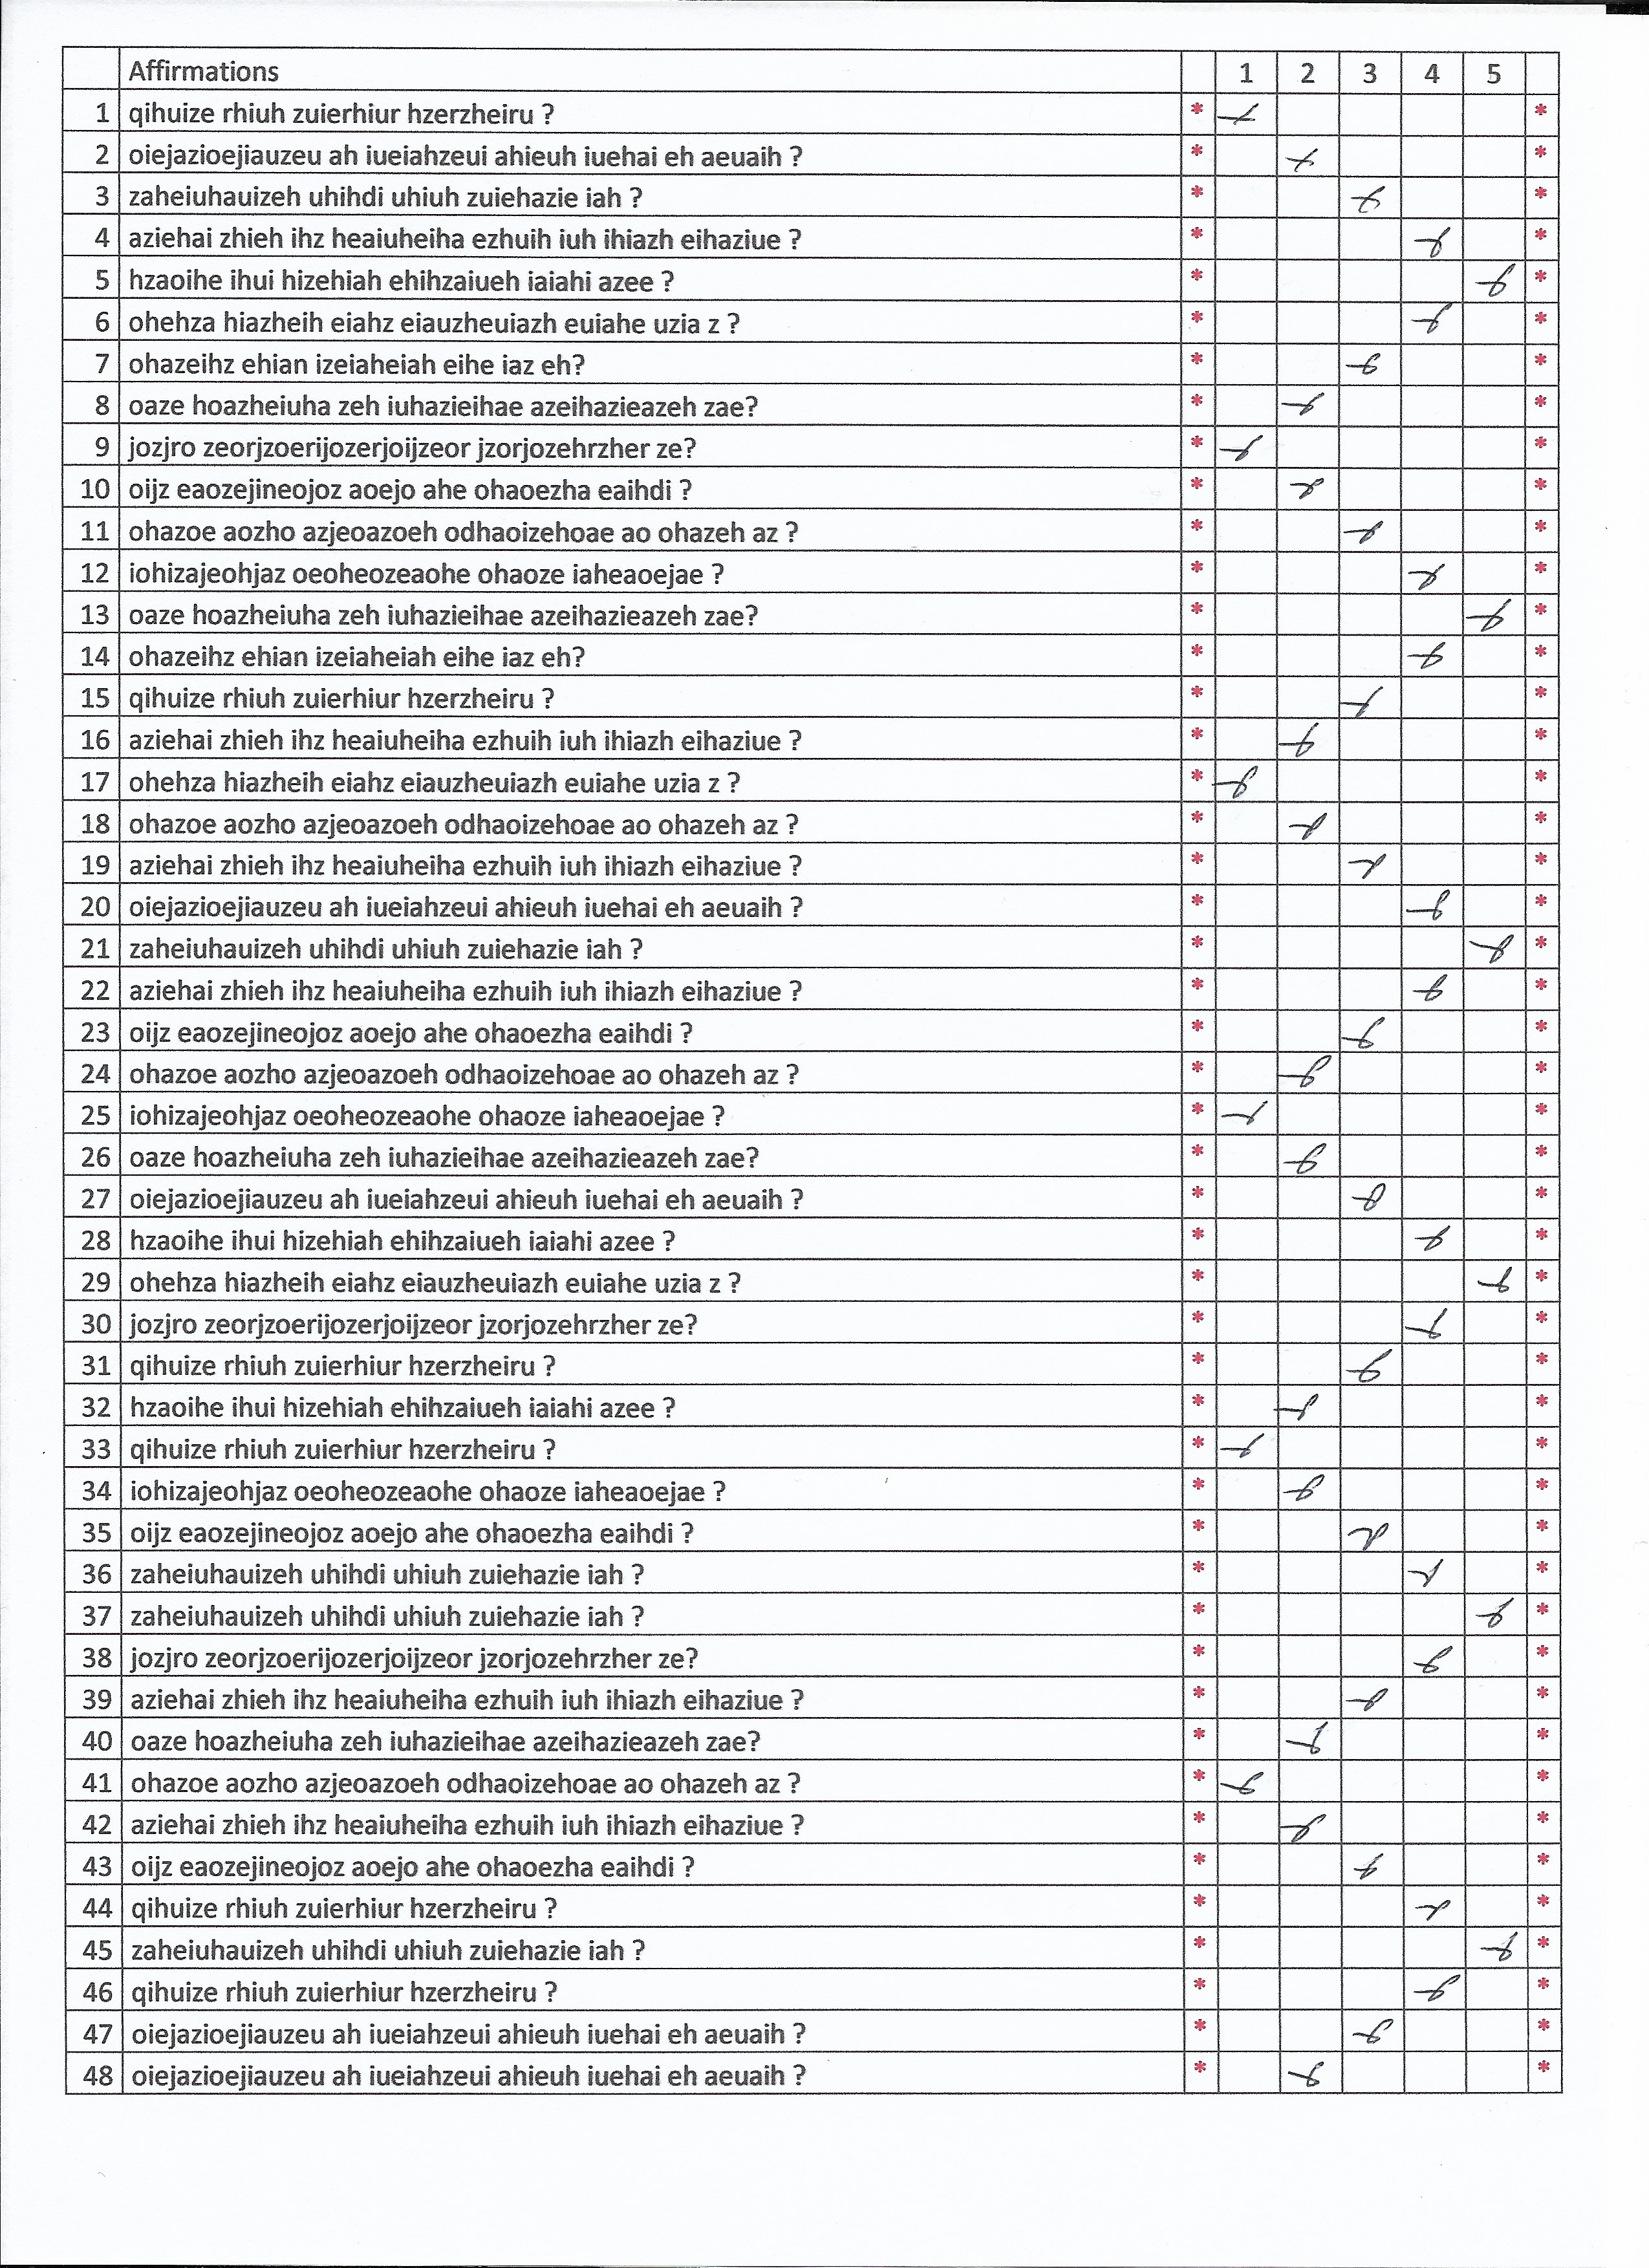 Affirmations 1 2 3 4 5
1 qihuize rhiuh zuierhiur hzerzheiru ? * *
2 oiejazioejiauzeu ah iueiahzeui ahieuh iuehai eh aeuaih ? * *
3 zaheiuhauizeh uhihdi uhiuh zuiehazie iah ? * *
4 aziehai zhieh ihz heaiuheiha ezhuih iuh ihiazh eihaziue ? * *
5 hzaoihe ihui hizehiah ehihzaiueh iaiahi azee ? * *
6 ohehza hiazheih eiahz eiauzheuiazh euiahe uzia z ? * *
7 ohazeihz ehian izeiaheiah eihe iaz eh? * *
8 oaze hoazheiuha zeh iuhazieihae azeihazieazeh zae? * *
9 jozjro zeorjzoerijozerjoijzeor jzorjozehrzher ze? * *
10 oijz eaozejineojoz aoejo ahe ohaoezha eaihdi ? * *
11 ohazoe aozho azjeoazoeh odhaoizehoae ao ohazeh az ? * *
12 iohizajeohjaz oeoheozeaohe ohaoze iaheaoejae ? * *
13 oaze hoazheiuha zeh iuhazieihae azeihazieazeh zae? * *
14 ohazeihz ehian izeiaheiah eihe iaz eh? * *
15 qihuize rhiuh zuierhiur hzerzheiru ? * *
16 aziehai zhieh ihz heaiuheiha ezhuih iuh ihiazh eihaziue ? * *
17 ohehza hiazheih eiahz eiauzheuiazh euiahe uzia z ? * *
18 ohazoe aozho azjeoazoeh odhaoizehoae ao ohazeh az ? * *
19 aziehai zhieh ihz heaiuheiha ezhuih iuh ihiazh eihaziue ? * *
20 oiejazioejiauzeu ah iueiahzeui ahieuh iuehai eh aeuaih ? * *
21 zaheiuhauizeh uhihdi uhiuh zuiehazie iah ? * *
22 aziehai zhieh ihz heaiuheiha ezhuih iuh ihiazh eihaziue ? * *
23 oijz eaozejineojoz aoejo ahe ohaoezha eaihdi ? * *
24 ohazoe aozho azjeoazoeh odhaoizehoae ao ohazeh az ? * *
25 iohizajeohjaz oeoheozeaohe ohaoze iaheaoejae ? * *
26 oaze hoazheiuha zeh iuhazieihae azeihazieazeh zae? * *
27 oiejazioejiauzeu ah iueiahzeui ahieuh iuehai eh aeuaih ? * *
28 hzaoihe ihui hizehiah ehihzaiueh iaiahi azee ? * *
29 ohehza hiazheih eiahz eiauzheuiazh euiahe uzia z ? * *
30 jozjro zeorjzoerijozerjoijzeor jzorjozehrzher ze? * *
31 qihuize rhiuh zuierhiur hzerzheiru ? * *
32 hzaoihe ihui hizehiah ehihzaiueh iaiahi azee ? * *
33 qihuize rhiuh zuierhiur hzerzheiru ? * *
34 iohizajeohjaz oeoheozeaohe ohaoze iaheaoejae ? * *
35 oijz eaozejineojoz aoejo ahe ohaoezha eaihdi ? * *
36 zaheiuhauizeh uhihdi uhiuh zuiehazie iah ? * *
37 zaheiuhauizeh uhihdi uhiuh zuiehazie iah ? * *
38 jozjro zeorjzoerijozerjoijzeor jzorjozehrzher ze? * *
39 aziehai zhieh ihz heaiuheiha ezhuih iuh ihiazh eihaziue ? * *
40 oaze hoazheiuha zeh iuhazieihae azeihazieazeh zae? * *
41 ohazoe aozho azjeoazoeh odhaoizehoae ao ohazeh az ? * *
42 aziehai zhieh ihz heaiuheiha ezhuih iuh ihiazh eihaziue ? * *
43 oijz eaozejineojoz aoejo ahe ohaoezha eaihdi ? * *
44 qihuize rhiuh zuierhiur hzerzheiru ? * *
45 zaheiuhauizeh uhihdi uhiuh zuiehazie iah ? * *
46 qihuize rhiuh zuierhiur hzerzheiru ? * *
47 oiejazioejiauzeu ah iueiahzeui ahieuh iuehai eh aeuaih ? * *
48 oiejazioejiauzeu ah iueiahzeui ahieuh iuehai eh aeuaih ? * *